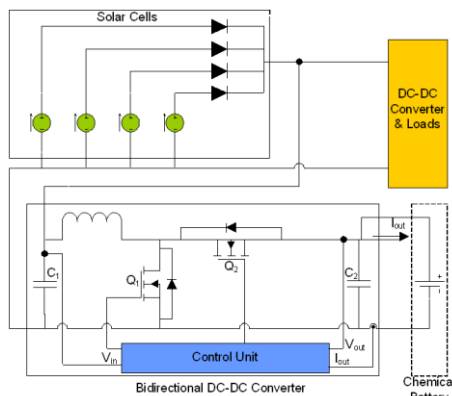 Solar Cells
DC-DC
Converter
& Loads
Iout
C1
Q1
Q2
C2
Vin
Control Unit
Vout
Iout
Bidirectional DC-DC Converter
Chemica